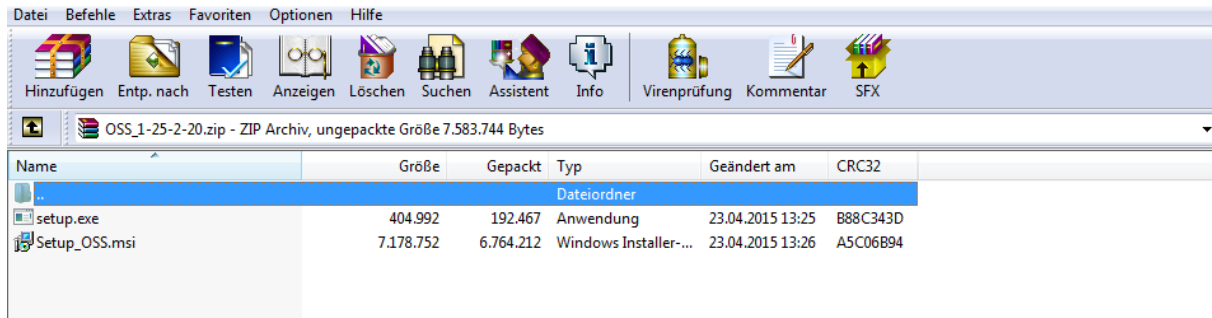 Datei Befehle Extras Favoriten Optionen Hilfe
Hinzufügen Entp. nach Testen Anzeigen Löschen Suchen Assistent Info Virenprüfung Kommentar SFX
OSS_1-25-2-20.zip - ZIP Archiv, ungepackte Größe 7.583.744 Bytes
Name Größe Gepackt Typ Geändert am CRC32
.. Dateiordner
setup.exe 404.992 192.467 Anwendung 23.04.2015 13:25 B88C343D
Setup_OSS.msi 7.178.752 6.764.212 Windows Installer-... 23.04.2015 13:26 A5C06B94